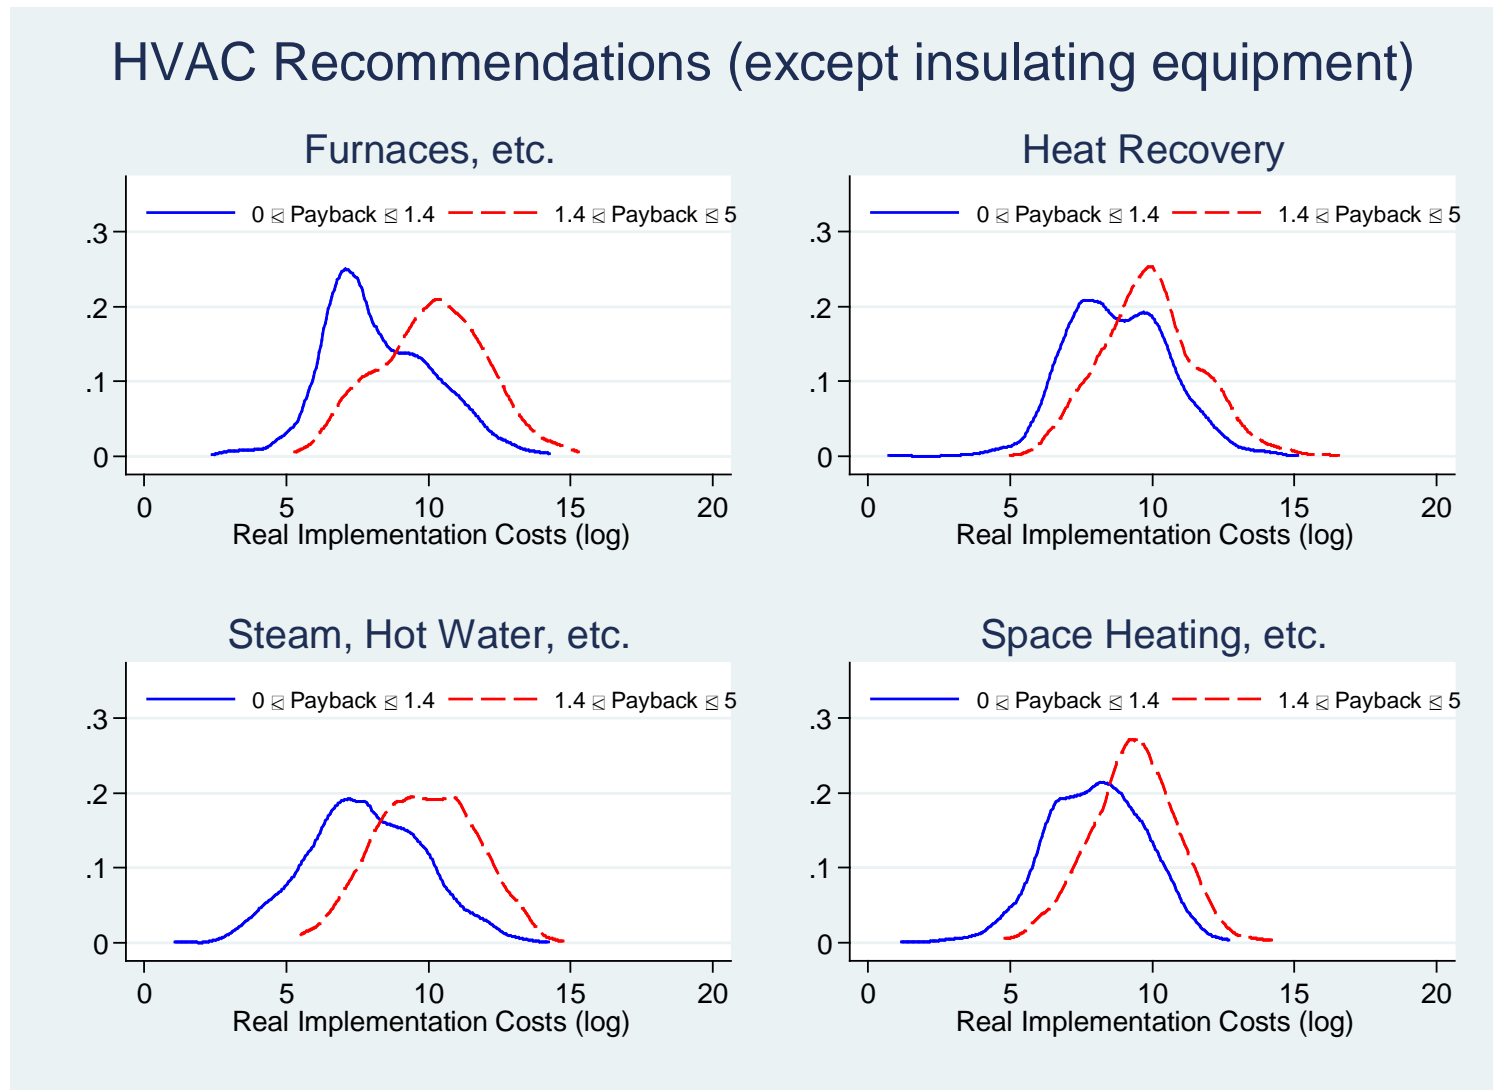 HVAC Recommendations (except insulating equipment)
Furnaces, etc.
0 ≤ Payback ≤ 1.4
1.4 ≤ Payback ≤ 5
.3
.2
.1
0
0 5 10 15 20
Real Implementation Costs (log)
Heat Recovery
0 ≤ Payback ≤ 1.4
1.4 ≤ Payback ≤ 5
.3
.2
.1
0
0 5 10 15 20
Real Implementation Costs (log)
Steam, Hot Water, etc.
0 ≤ Payback ≤ 1.4
1.4 ≤ Payback ≤ 5
.3
.2
.1
0
0 5 10 15 20
Real Implementation Costs (log)
Space Heating, etc.
0 ≤ Payback ≤ 1.4
1.4 ≤ Payback ≤ 5
.3
.2
.1
0
0 5 10 15 20
Real Implementation Costs (log)